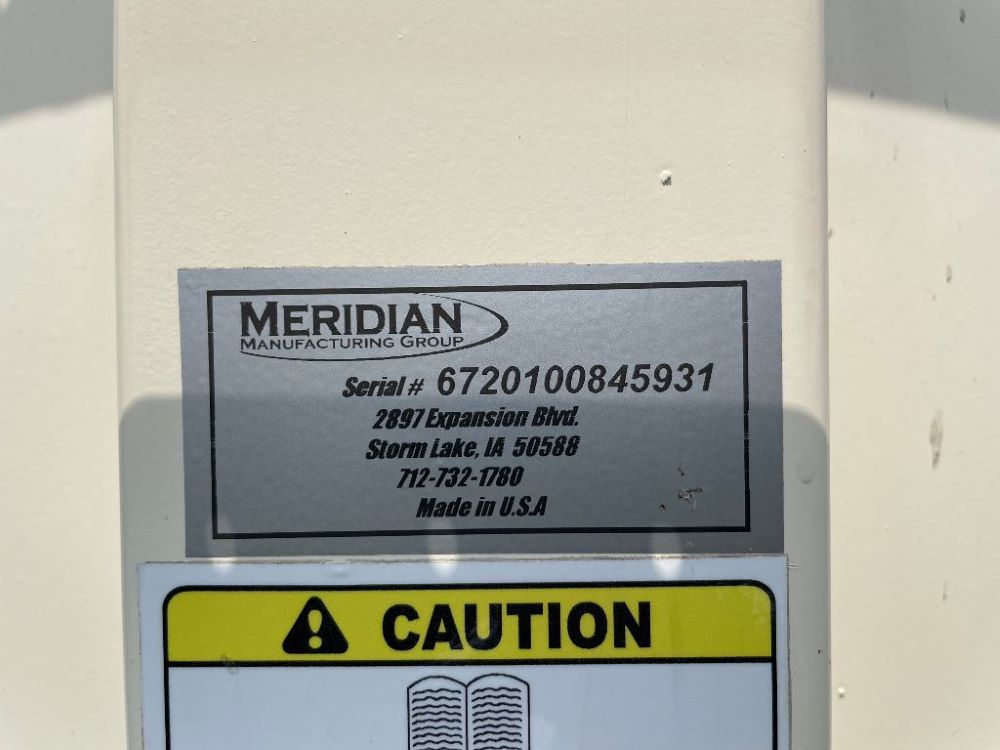 MERIDIAN
MANUFACTURING GROUP
Serial # 6720100845931
2897 Expansion Blvd.
Storm Lake, IA 50588
712-732-1780
Made in U.S.A
CAUTION